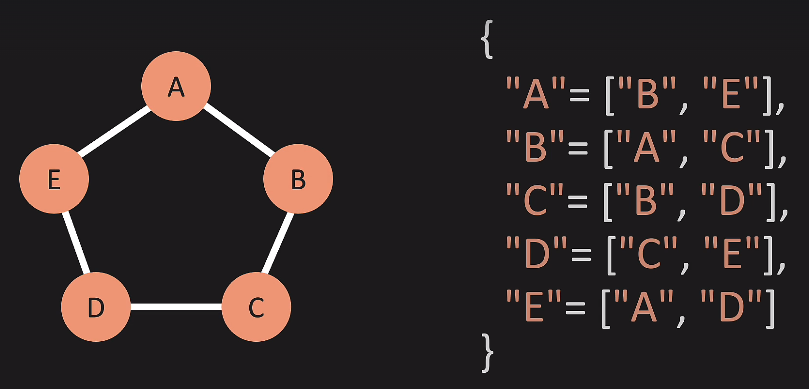 A
E
B
D
C
{
"A"= ["B", "E"],
"B"= ["A", "C"],
"C"= ["B", "D"],
"D"= ["C", "E"],
"E"= ["A", "D"]
}